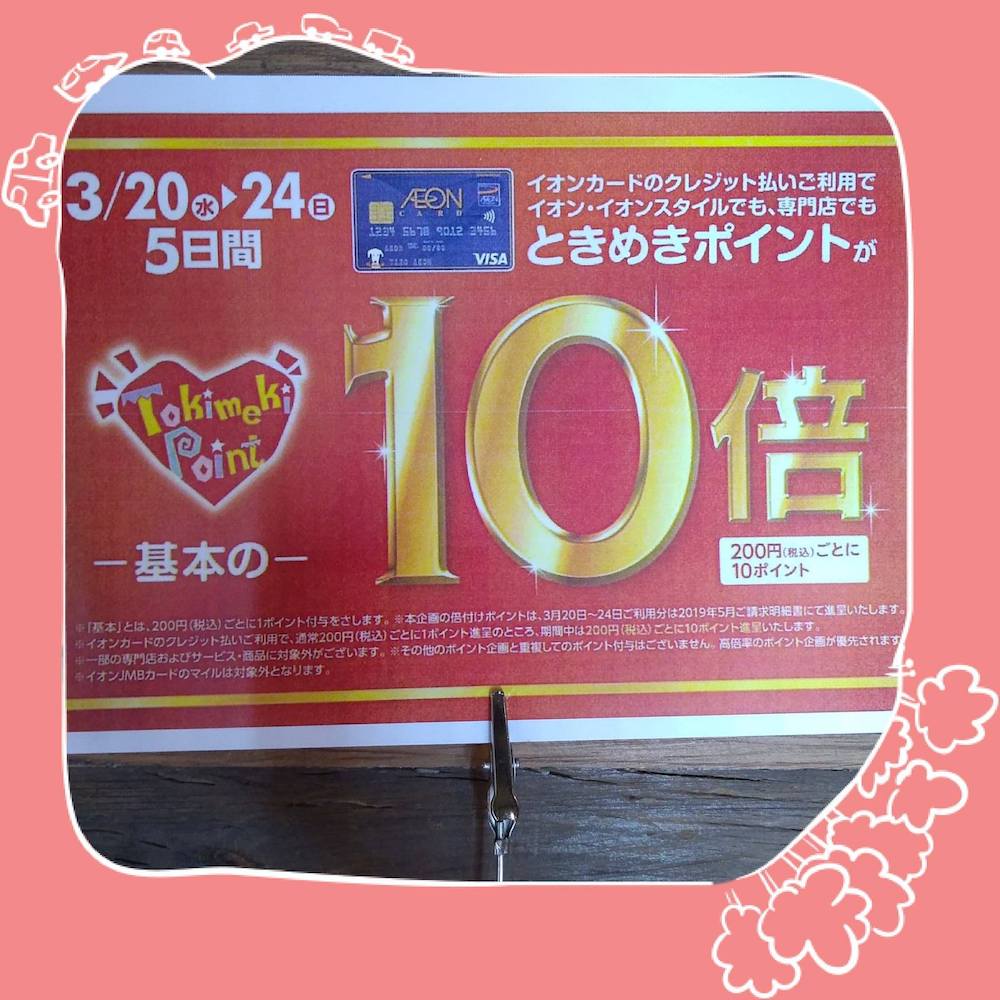 3/20水▶24日
5日間
ÆON
CARD
1234 5678 9012 3456
VISA
イオンカードのクレジット払いご利用で
イオン・イオンスタイルでも、専門店でも
ときめきポイントが
Tokimeki
Point
−基本の−
10倍
200円(税込)ごとに
10ポイント
※「基本」とは、200円(税込)ごとに1ポイント付与をさします。※本企画の倍付けポイントは、3月20日〜24日ご利用分は2019年5月ご請求明細書にて進呈いたします。
※イオンカードのクレジット払いご利用で、通常200円(税込)ごとに1ポイント進呈のところ、期間中は200円(税込)ごとに10ポイント進呈いたします。
※一部の専門店およびサービス・商品に対象外がございます。※その他のポイント企画と重複してのポイント付与はございません。高倍率のポイント企画が優先されます
※イオンJMBカードのマイルは対象外となります。